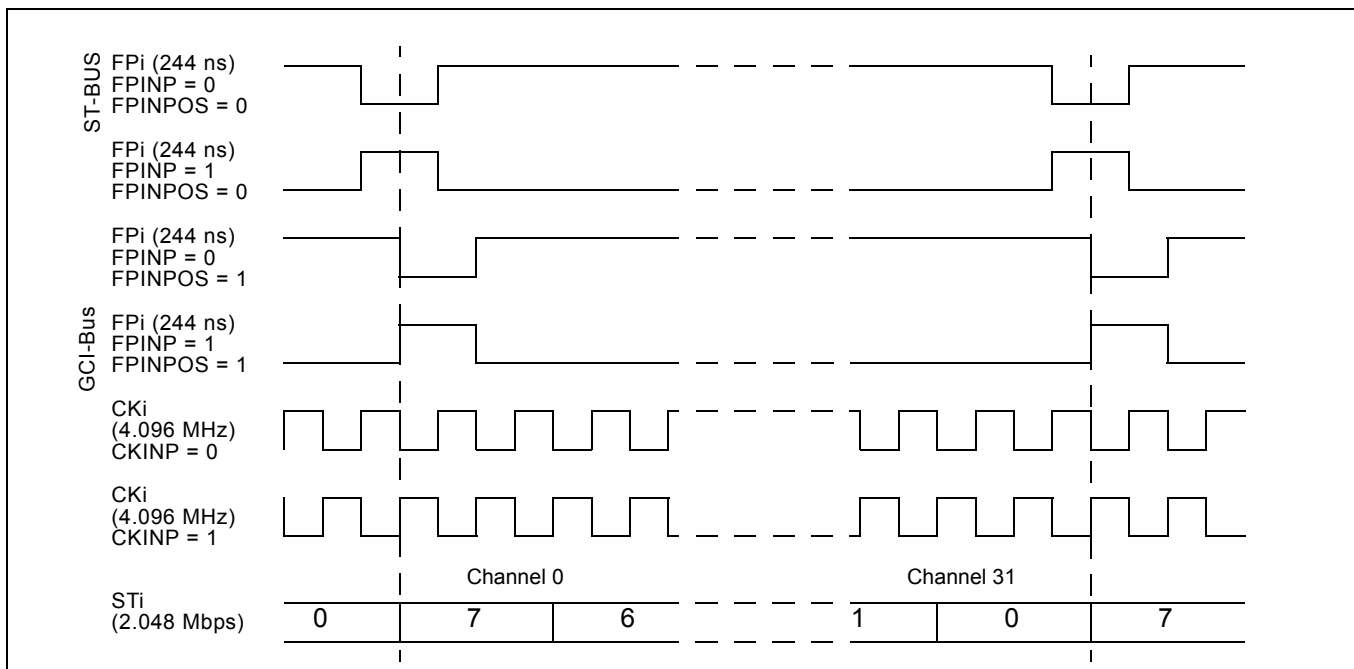 ST-BUS
FPi (244 ns)
FPINP = 0
FPINPOS = 0
FPi (244 ns)
FPINP = 1
FPINPOS = 0
GCI-Bus
FPi (244 ns)
FPINP = 0
FPINPOS = 1
FPi (244 ns)
FPINP = 1
FPINPOS = 1
CKi
(4.096 MHz)
CKINP = 0
CKi
(4.096 MHz)
CKINP = 1
Channel 0 Channel 31
STi
(2.048 Mbps)
0 7 6 1 0 7